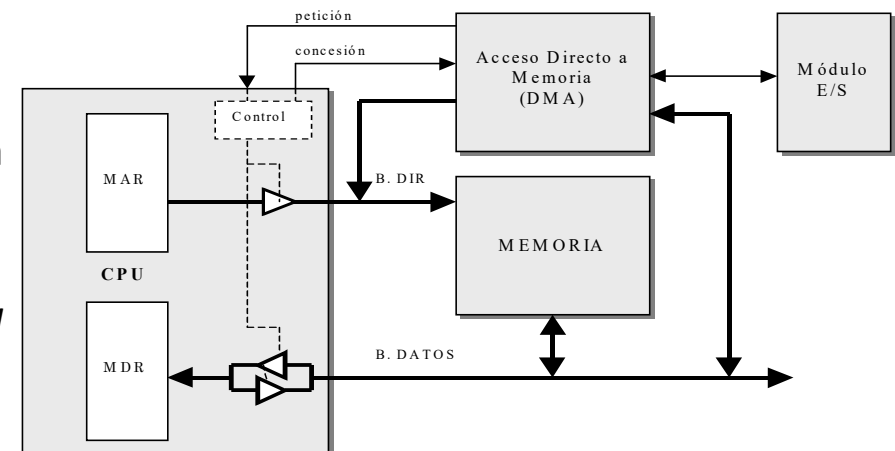 petición
concesión
Acceso Directo a
Memoria
(DMA)
Módulo
E/S
Control
MAR
B. DIR
MEMORIA
CPU
B. DATOS
MDR